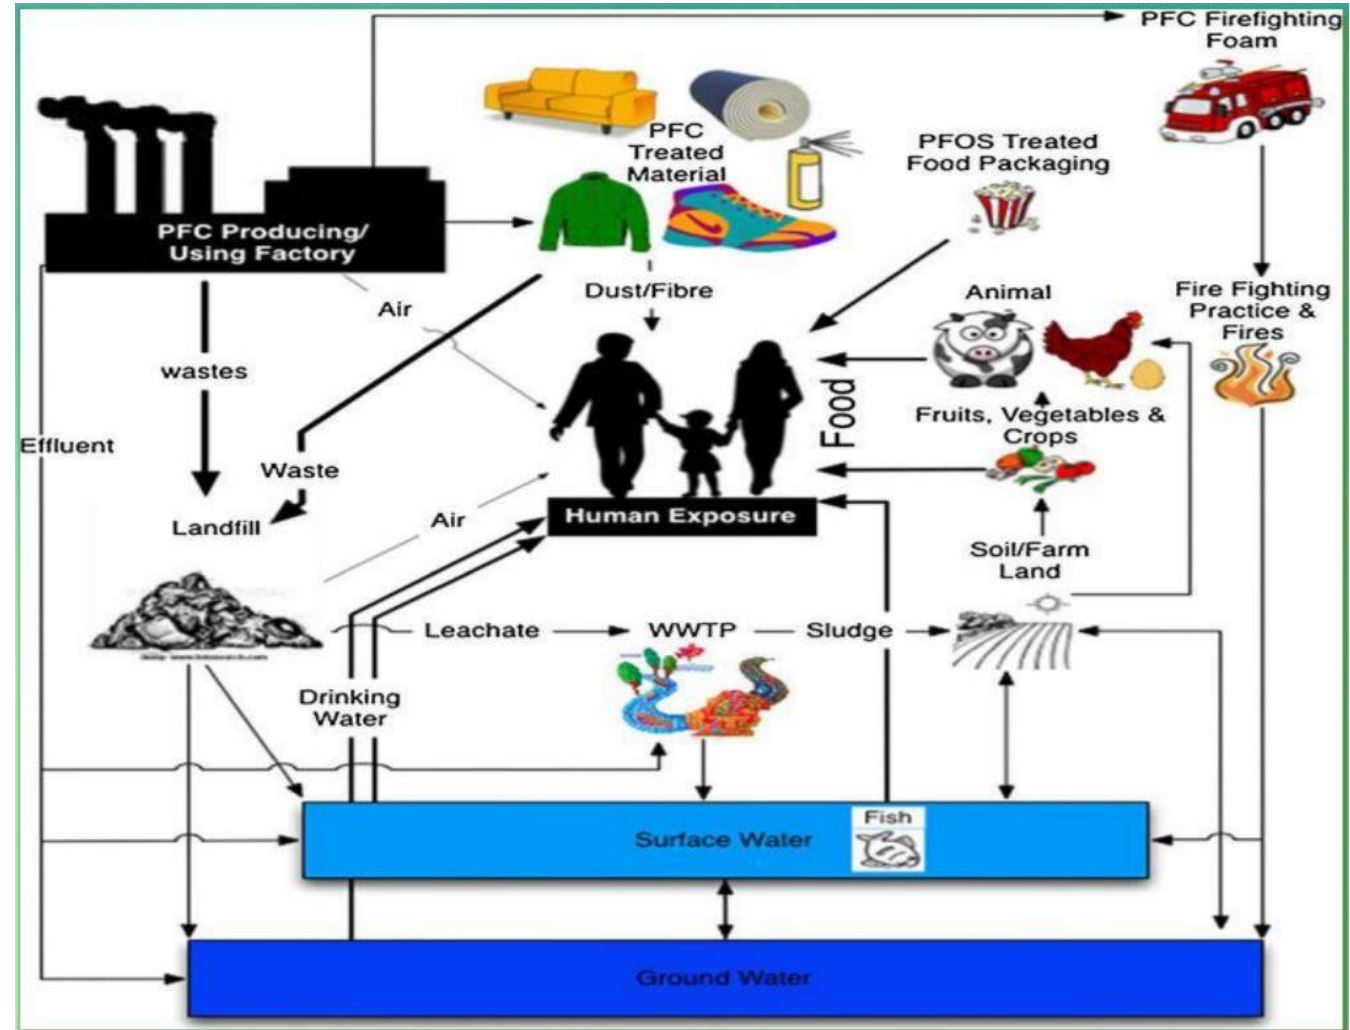 PFC Firefighting
Foam
PFC
Treated
Material
PFOS Treated
Food Packaging
PFC Producing/
Using Factory
Air
Dust/Fibre
Animal
Fire Fighting
Practice &
Fires
wastes
Food
Fruits, Vegetables &
Crops
Effluent
Waste
Landfill
Air
Human Exposure
Soil/Farm
Land
Leachate
WWTP
Sludge
Drinking
Water
Fish
Surface Water
Ground Water